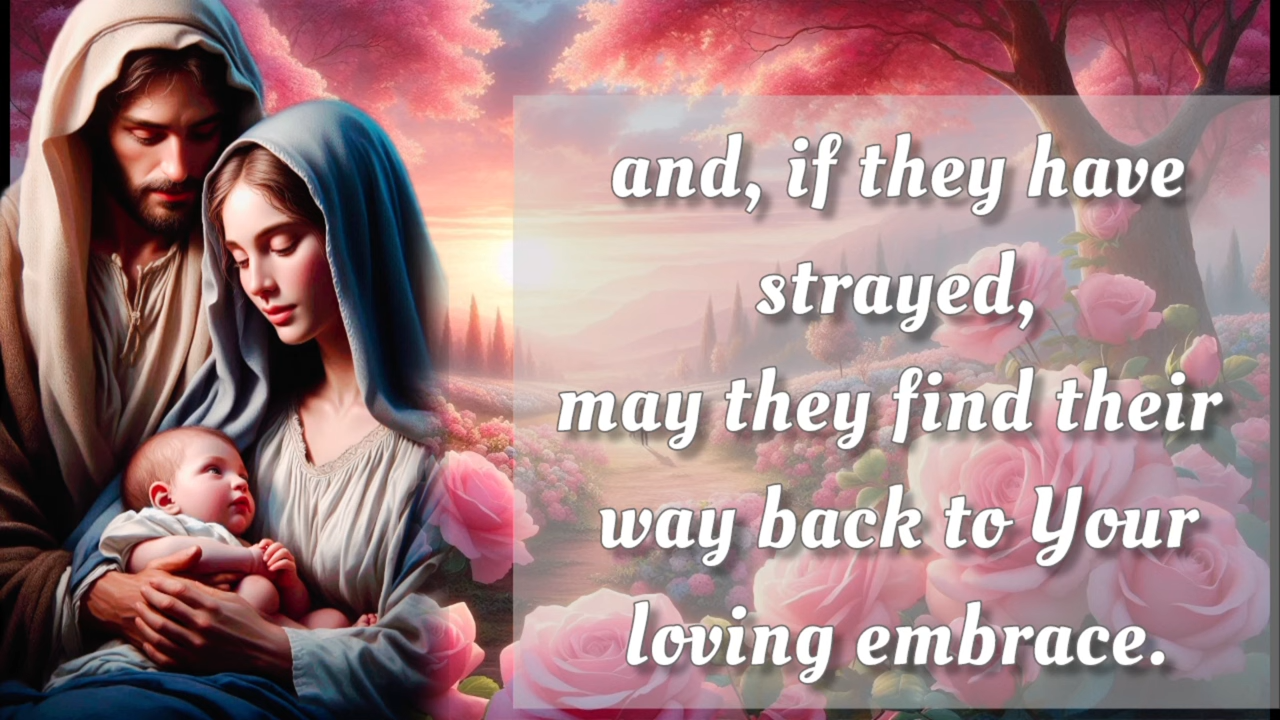 and, if they have
strayed,
may they find their
way back to Your
loving embrace.